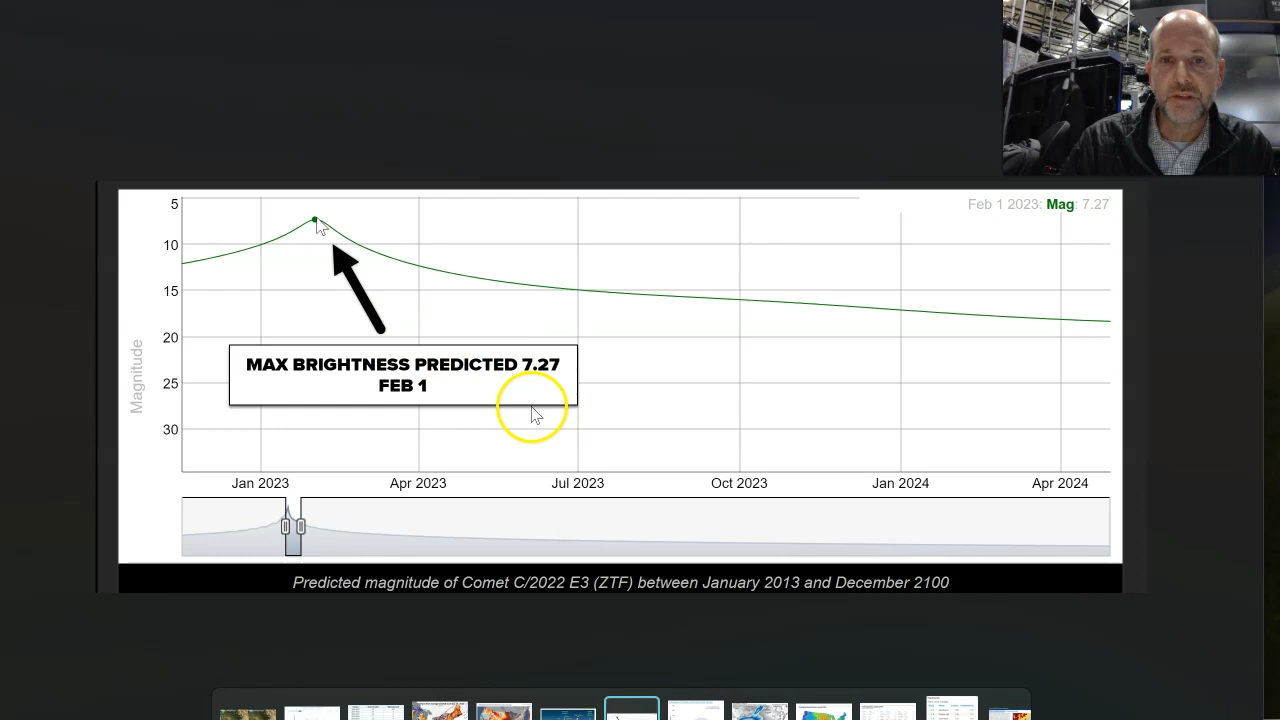 5
Feb 1 2023: Mag: 7.27
10
15
20
25
30
Magnitude
MAX BRIGHTNESS PREDICTED 7.27
FEB 1
Jan 2023
Apr 2023
Jul 2023
Oct 2023
Jan 2024
Apr 2024
Predicted magnitude of Comet C/2022 E3 (ZTF) between January 2013 and December 2100